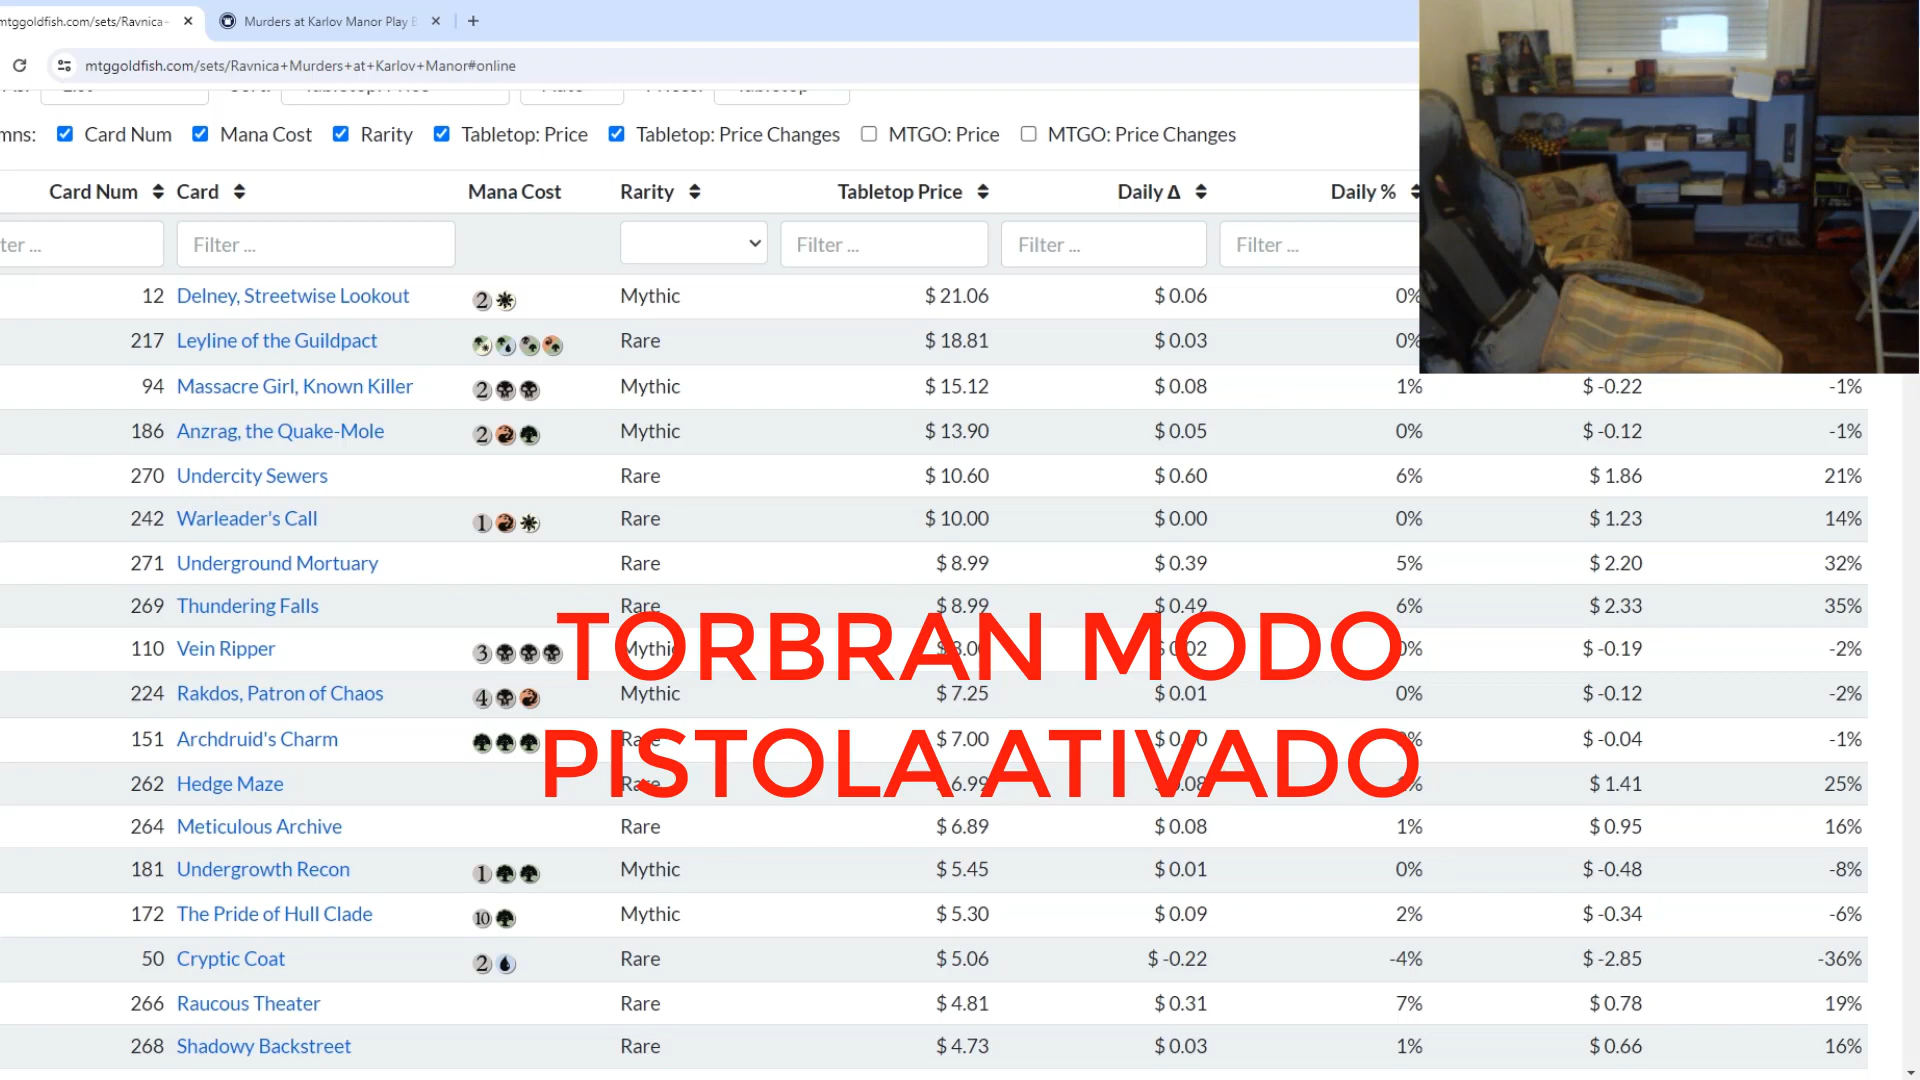 mtggoldfish.com/sets/Ravnica
Murders at Karlov Manor Play
mtggoldfish.com/sets/Ravnica+Murders+at+Karlov+Manor#online
mns: Card Num Mana Cost Rarity Tabletop: Price Tabletop: Price Changes MTGO: Price MTGO: Price Changes
Card Num Card Mana Cost Rarity Tabletop Price Daily Δ Daily %
ter ... Filter ... Filter ... Filter ... Filter ...
12 Delney, Streetwise Lookout 2 Mythic $ 21.06 $ 0.06 0%
217 Leyline of the Guildpact Rare $ 18.81 $ 0.03 0%
94 Massacre Girl, Known Killer 2 Mythic $ 15.12 $ 0.08 1% $ -0.22 -1%
186 Anzrag, the Quake-Mole 2 Mythic $ 13.90 $ 0.05 0% $ -0.12 -1%
270 Undercity Sewers Rare $ 10.60 $ 0.60 6% $ 1.86 21%
242 Warleader's Call 1 Rare $ 10.00 $ 0.00 0% $ 1.23 14%
271 Underground Mortuary Rare $ 8.99 $ 0.39 5% $ 2.20 32%
269 Thundering Falls Rare $ 8.99 $ 0.49 6% $ 2.33 35%
110 Vein Ripper 3 Mythic $ -0.19 -2%
TORBRAN MODO
224 Rakdos, Patron of Chaos 4 Mythic $ 7.25 $ 0.01 0% $ -0.12 -2%
151 Archdruid's Charm Rare $ 7.00 $ -0.04 -1%
PISTOLA ATIVADO
262 Hedge Maze Rare $ 6.99 $ 1.41 25%
264 Meticulous Archive Rare $ 6.89 $ 0.08 1% $ 0.95 16%
181 Undergrowth Recon 1 Mythic $ 5.45 $ 0.01 0% $ -0.48 -8%
172 The Pride of Hull Clade 10 Mythic $ 5.30 $ 0.09 2% $ -0.34 -6%
50 Cryptic Coat 2 Rare $ 5.06 $ -0.22 -4% $ -2.85 -36%
266 Raucous Theater Rare $ 4.81 $ 0.31 7% $ 0.78 19%
268 Shadowy Backstreet Rare $ 4.73 $ 0.03 1% $ 0.66 16%